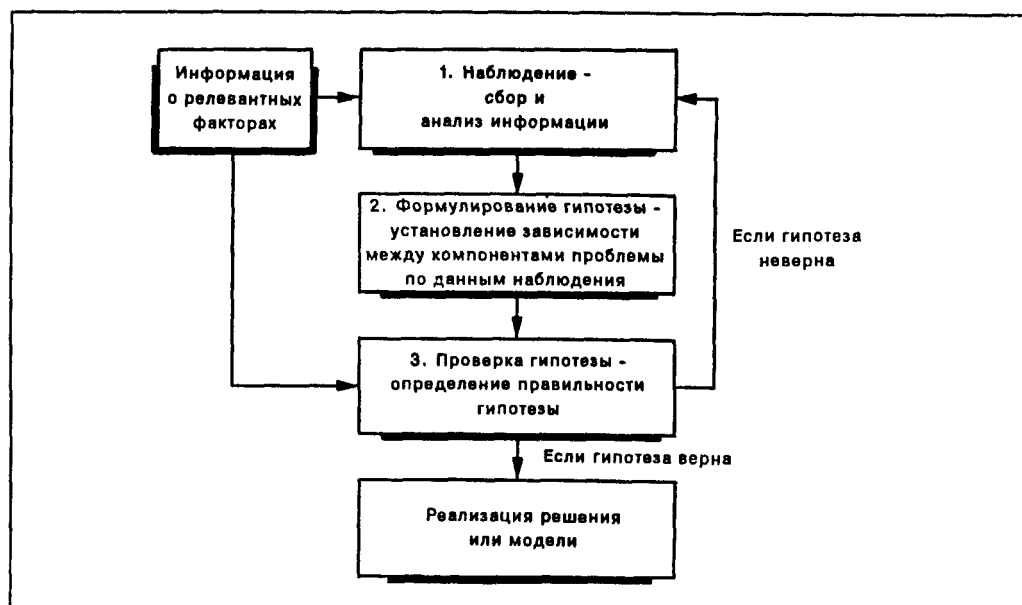 Информация
о релевантных
факторах
1. Наблюдение -
сбор и
анализ информации
2. Формулирование гипотезы -
установление зависимости
между компонентами проблемы
по данным наблюдения
Если гипотеза
неверна
3. Проверка гипотезы -
определение правильности
гипотезы
Если гипотеза верна
Реализация решения
или модели